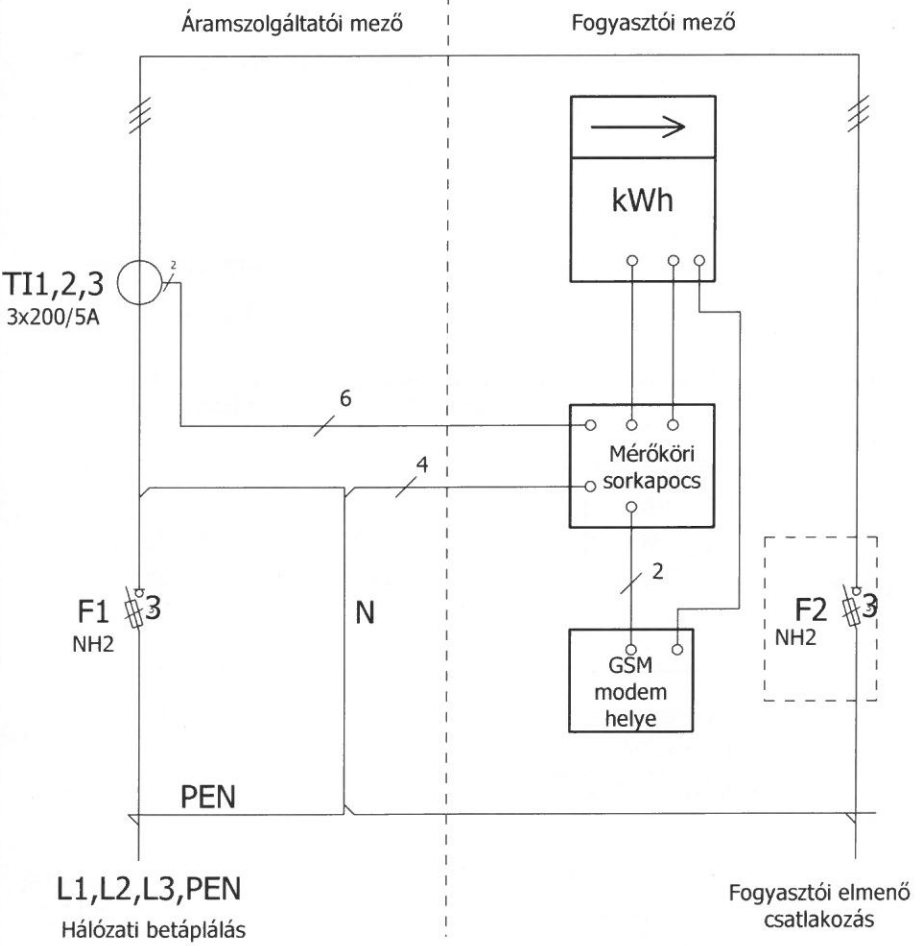 Áramszolgáltatói mező
Fogyasztói mező
kWh
2
TI1,2,3
3x200/5A
6
Mérőköri
sorkapocs
4
2
F1
3
NH2
N
F2
3
NH2
GSM
modem
helye
PEN
L1,L2,L3,PEN
Hálózati betáplálás
Fogyasztói elmenő
csatlakozás